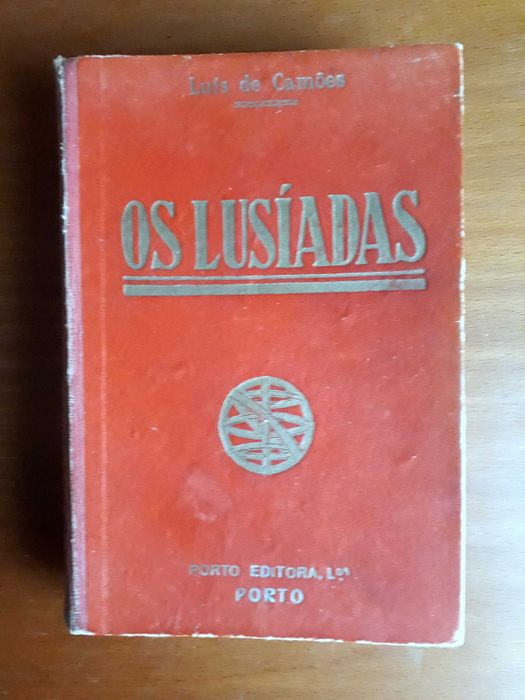 Luís de Camões
OS LUSÍADAS
PORTO EDITORA, L.da
PORTO